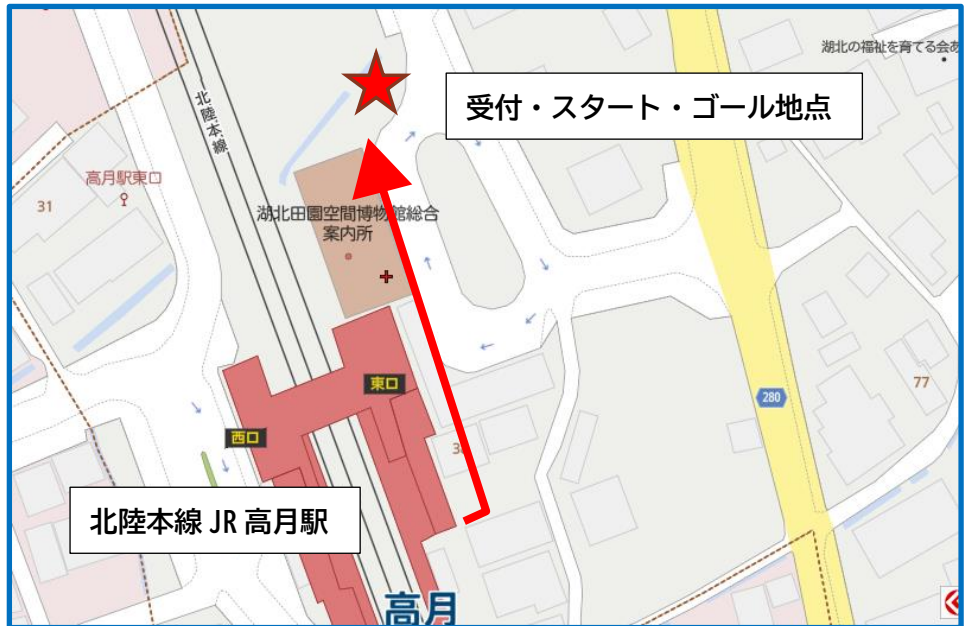 湖北の福祉を育てる会あ
受付・スタート・ゴール地点
北陸本線
高月駅東口
31
湖北田園空間博物館総合
案内所
東口
280
77
西口
北陸本線 JR 高月駅
高月